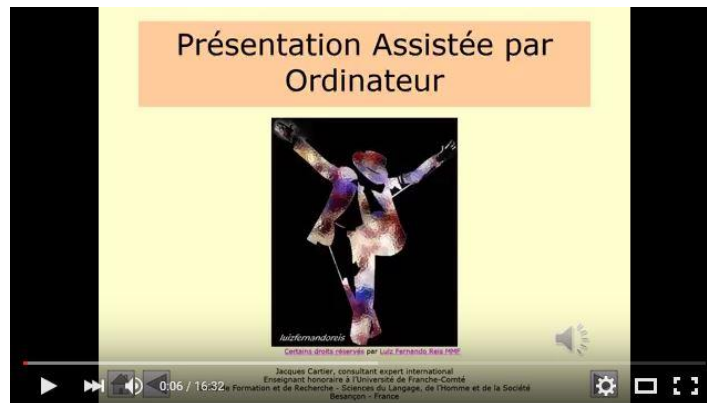 Présentation Assistée par
Ordinateur
luizfernandoreis
Certains droits réservés par Luiz Fernando Reis MMF
Jacques Cartier, consultant expert international
Enseignant honoraire à l'Université de Franche-Comté
de Formation et de Recherche - Sciences du Langage, de l'Homme et de la Société
Besançon - France
0:06 / 16:32